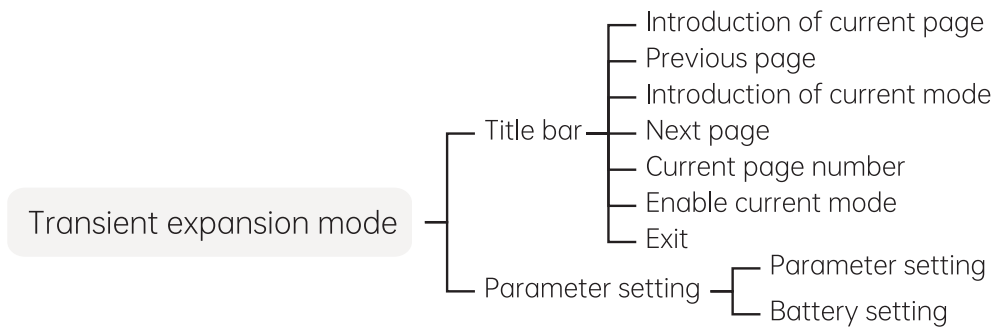 Transient expansion mode
Title bar
Introduction of current page
Previous page
Introduction of current mode
Next page
Current page number
Enable current mode
Exit
Parameter setting
Parameter setting
Battery setting